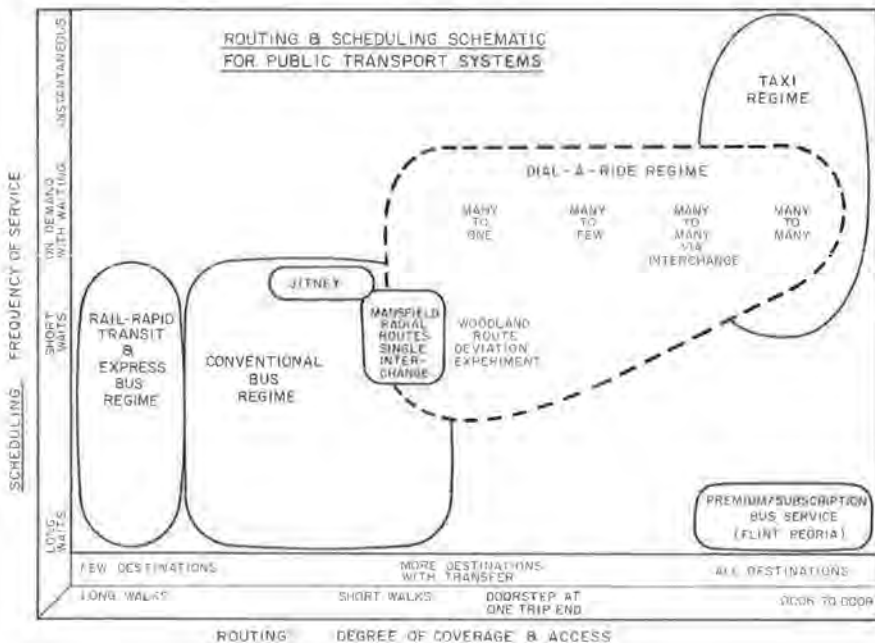 ROUTING & SCHEDULING SCHEMATIC
FOR PUBLIC TRANSPORT SYSTEMS
TAXI
REGIME
DIAL-A-RIDE REGIME
MANY
TO
ONE
MANY
TO
FEW
MANY
TO
MANY
VIA
INTERCHANGE
MANY
TO
MANY
JITNEY
MANSFIELD
RADIAL
ROUTES
SINGLE
INTER-
CHANGE
WOODLAND
ROUTE
DEVIATION
EXPERIMENT
RAIL-RAPID
TRANSIT
&
EXPRESS
BUS
REGIME
CONVENTIONAL
BUS
REGIME
PREMIUM/SUBSCRIPTION
BUS SERVICE
(FLINT PEORIA)
SCHEDULING FREQUENCY OF SERVICE
INSTANTANEOUS
ON DEMAND
WITH WAITING
SHORT
WAITS
LONG
WAITS
FEW DESTINATIONS
MORE DESTINATIONS
WITH TRANSFER
ALL DESTINATIONS
LONG WALKS
SHORT WALKS
DOORSTEP AT
ONE TRIP END
DOOR TO DOOR
ROUTING DEGREE OF COVERAGE & ACCESS